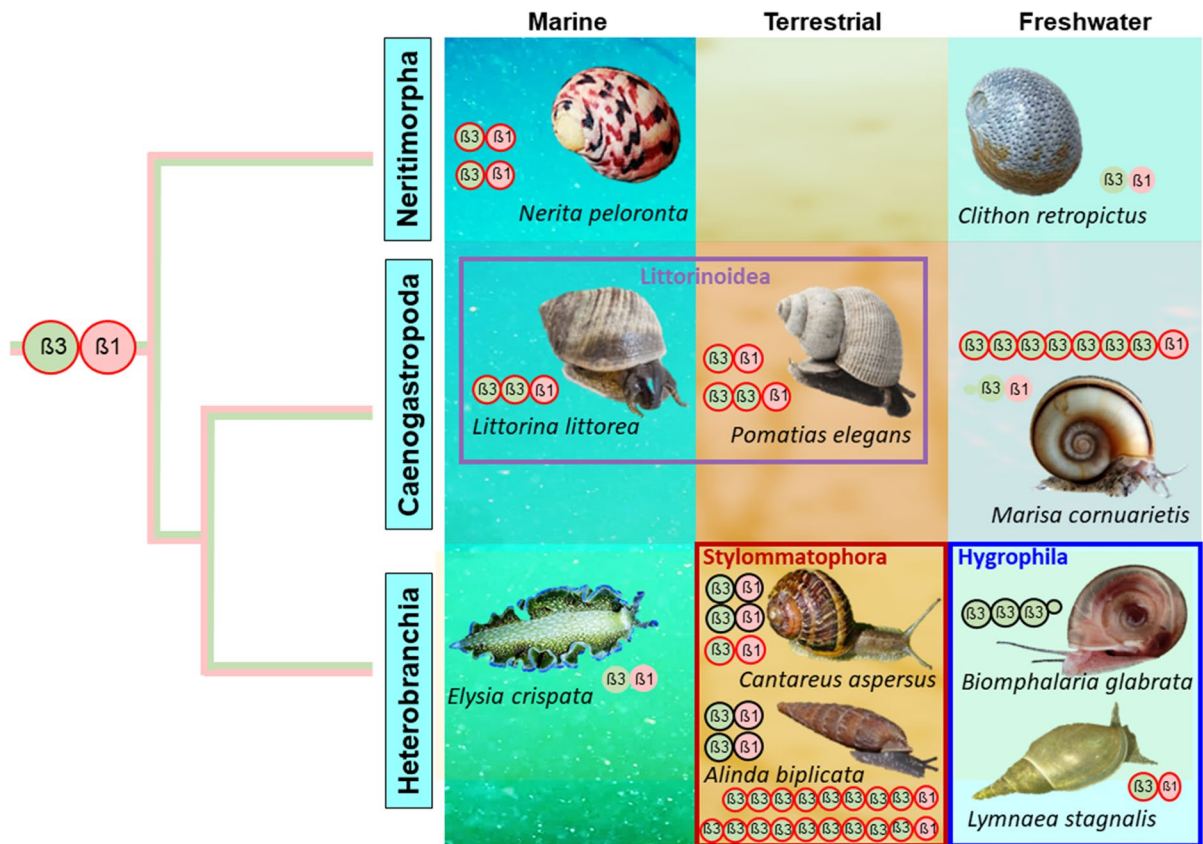 Marine Terrestrial Freshwater
Neritimorpha
ß3 ß1
ß3 ß1
Nerita peloronta
ß3 ß1
Clithon retropictus
ß3 ß1
Caenogastropoda
Littorinoidea
ß3 ß3 ß1
Littorina littorea
ß3 ß1
ß3 ß3 ß1
Pomatias elegans
ß3 ß3 ß3 ß3 ß3 ß3 ß3 ß1
ß3 ß1
Marisa cornuarietis
Heterobranchia
ß3 ß1
Elysia crispata
Stylommatophora
ß3 ß1
ß3 ß1
ß3 ß1
Cantareus aspersus
ß3 ß1
ß3 ß1
Alinda biplicata
ß3 ß3 ß3 ß3 ß3 ß3 ß3 ß3 ß1
ß3 ß3 ß3 ß3 ß3 ß3 ß3 ß3 ß3 ß1
Hygrophila
ß3 ß3 ß3
Biomphalaria glabrata
ß3 ß1
Lymnaea stagnalis